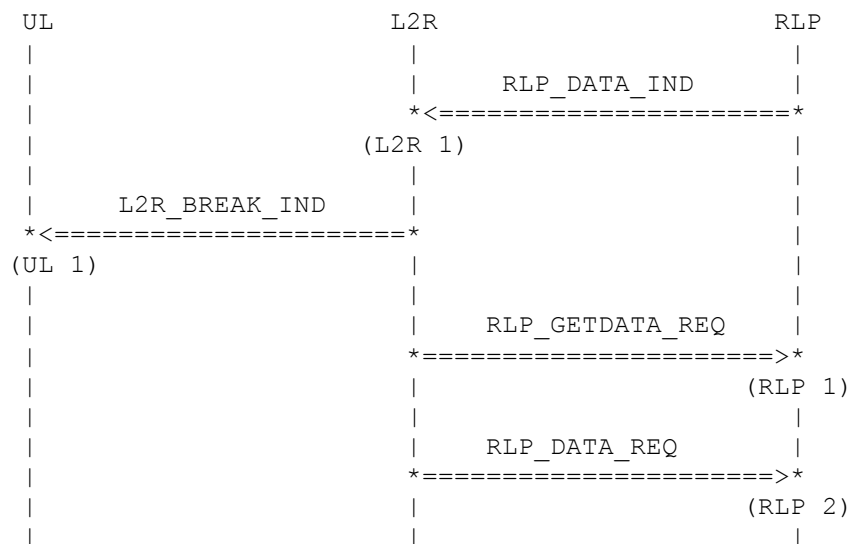 UL L2R RLP
RLP_DATA_IND
(L2R 1)
L2R_BREAK_IND
(UL 1)
RLP_GETDATA_REQ
(RLP 1)
RLP_DATA_REQ
(RLP 2)